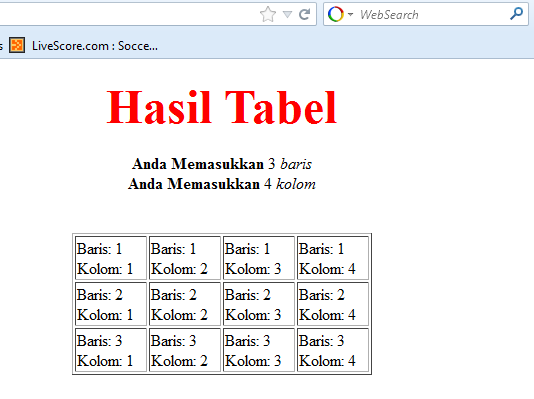 WebSearch
s LiveScore.com : Socce...
Hasil Tabel
Anda Memasukkan 3 baris
Anda Memasukkan 4 kolom
Baris: 1 Baris: 1 Baris: 1 Baris: 1
Kolom: 1 Kolom: 2 Kolom: 3 Kolom: 4
Baris: 2 Baris: 2 Baris: 2 Baris: 2
Kolom: 1 Kolom: 2 Kolom: 3 Kolom: 4
Baris: 3 Baris: 3 Baris: 3 Baris: 3
Kolom: 1 Kolom: 2 Kolom: 3 Kolom: 4